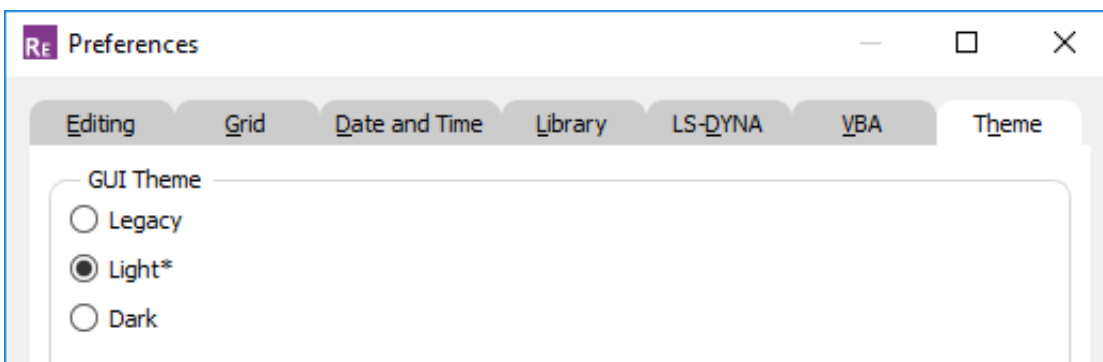 RE Preferences
Editing Grid Date and Time Library LS-DYNA VBA Theme
GUI Theme
Legacy
Light*
Dark